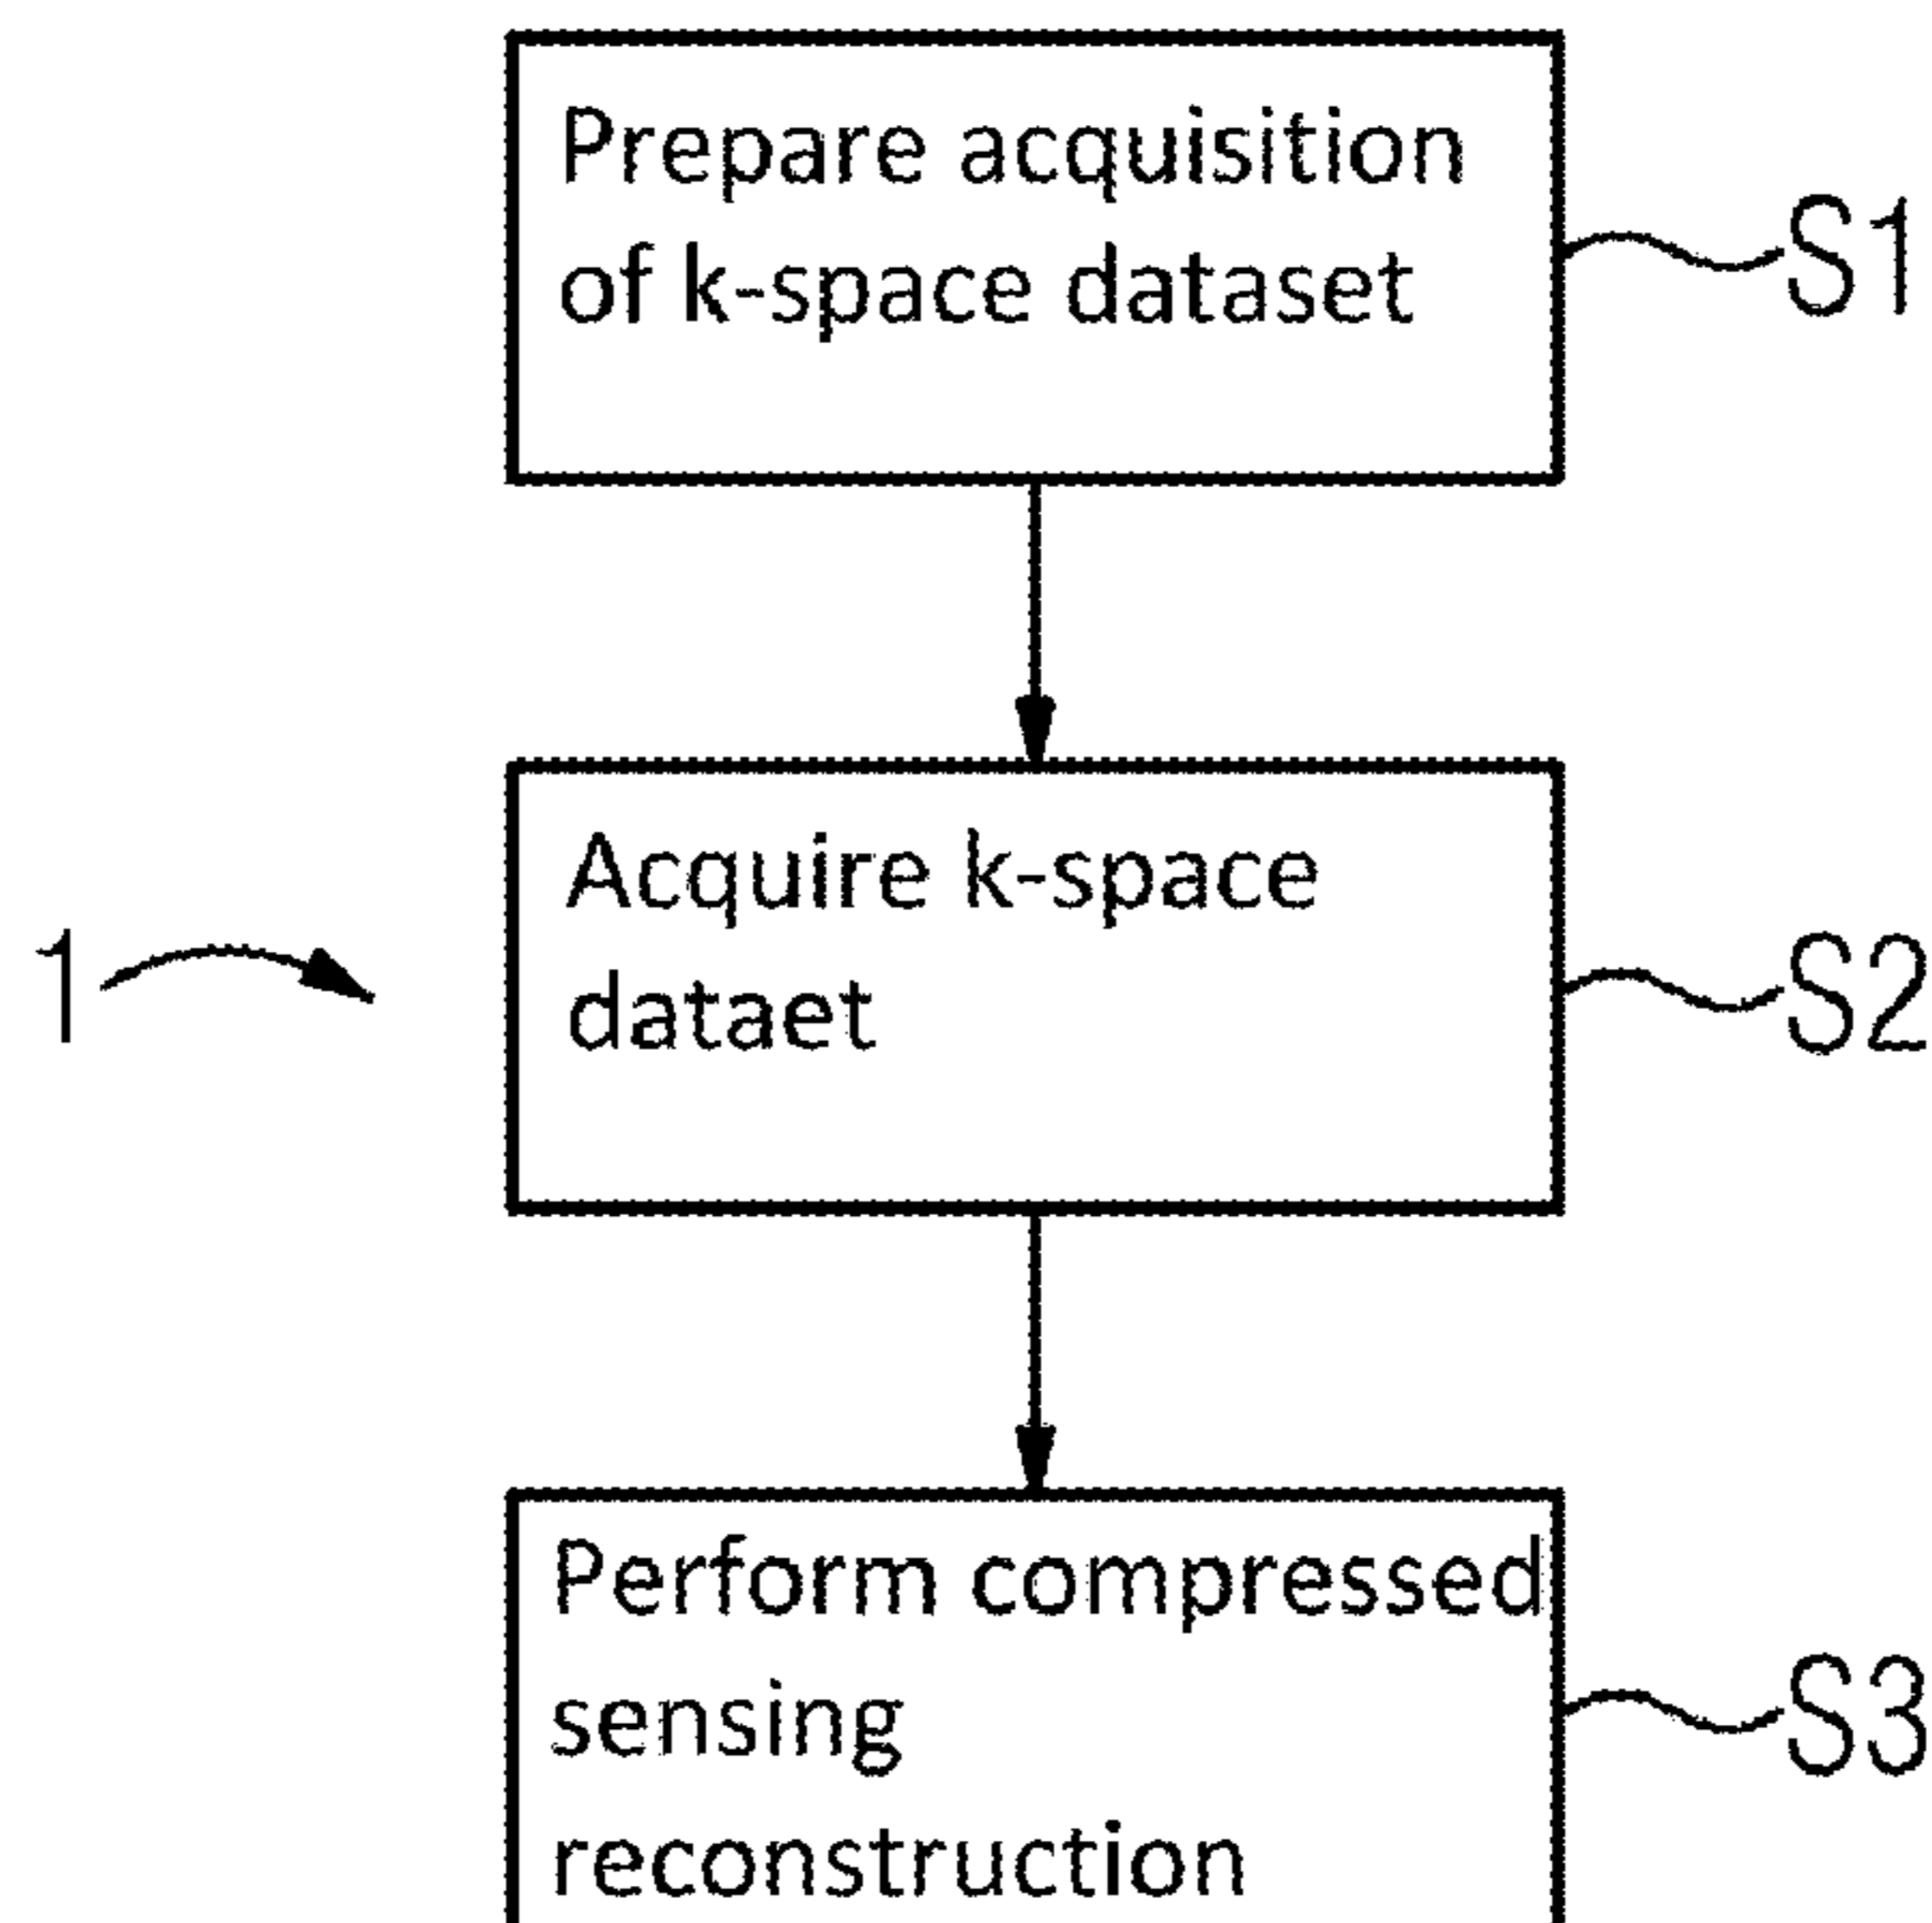 Prepare acquisition
of k-space dataset
S1
Acquire k-space
dataet
1
S2
Perform compressed
sensing
reconstruction
S3